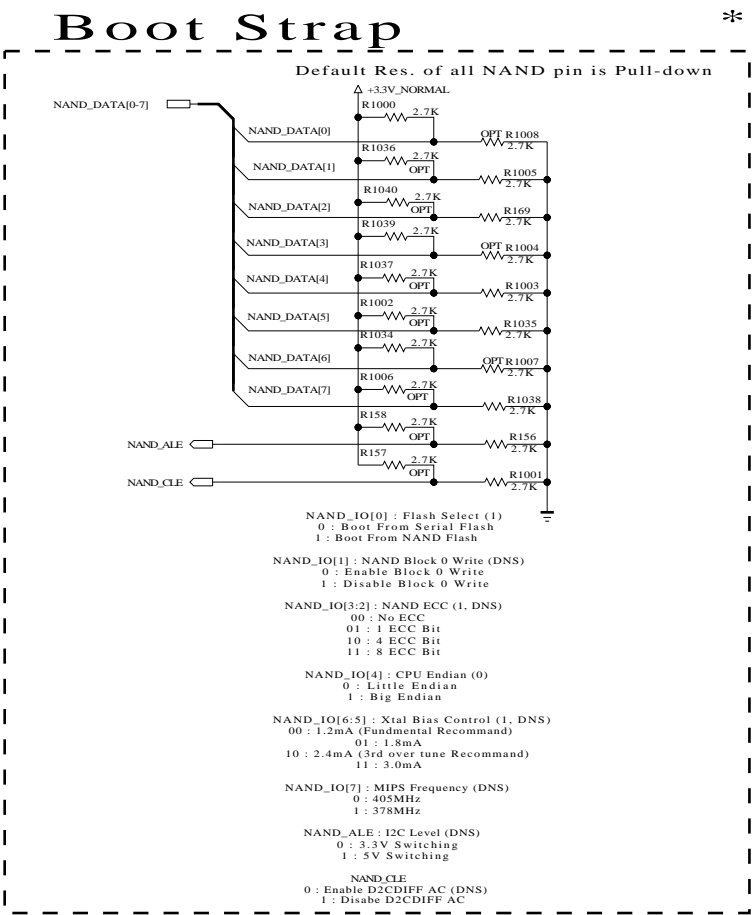 Boot Strap *
Default Res. of all NAND pin is Pull-down
+3.3V_NORMAL
NAND_DATA[0-7]
R1000
2.7K
NAND_DATA[0]
OPT R1008
2.7K
R1036
2.7K
OPT
NAND_DATA[1]
R1005
2.7K
R1040
2.7K
OPT
NAND_DATA[2]
R169
2.7K
R1039
2.7K
NAND_DATA[3]
OPT R1004
2.7K
R1037
2.7K
OPT
NAND_DATA[4]
R1003
2.7K
R1002
2.7K
OPT
NAND_DATA[5]
R1035
2.7K
R1034
2.7K
NAND_DATA[6]
OPT R1007
2.7K
R1006
2.7K
OPT
NAND_DATA[7]
R1038
2.7K
R158
2.7K
OPT
NAND_ALE
R156
2.7K
R157
2.7K
OPT
NAND_CLE
R1001
2.7K
NAND_IO[0] : Flash Select (1)
0 : Boot From Serial Flash
1 : Boot From NAND Flash
NAND_IO[1] : NAND Block 0 Write (DNS)
0 : Enable Block 0 Write
1 : Disable Block 0 Write
NAND_IO[3:2] : NAND ECC (1, DNS)
00 : No ECC
01 : 1 ECC Bit
10 : 4 ECC Bit
11 : 8 ECC Bit
NAND_IO[4] : CPU Endian (0)
0 : Little Endian
1 : Big Endian
NAND_IO[6:5] : Xtal Bias Control (1, DNS)
00 : 1.2mA (Fundmental Recommand)
01 : 1.8mA
10 : 2.4mA (3rd over tune Recommand)
11 : 3.0mA
NAND_IO[7] : MIPS Frequency (DNS)
0 : 405MHz
1 : 378MHz
NAND_ALE : I2C Level (DNS)
0 : 3.3V Switching
1 : 5V Switching
NAND_CLE
0 : Enable D2CDIFF AC (DNS)
1 : Disabe D2CDIFF AC